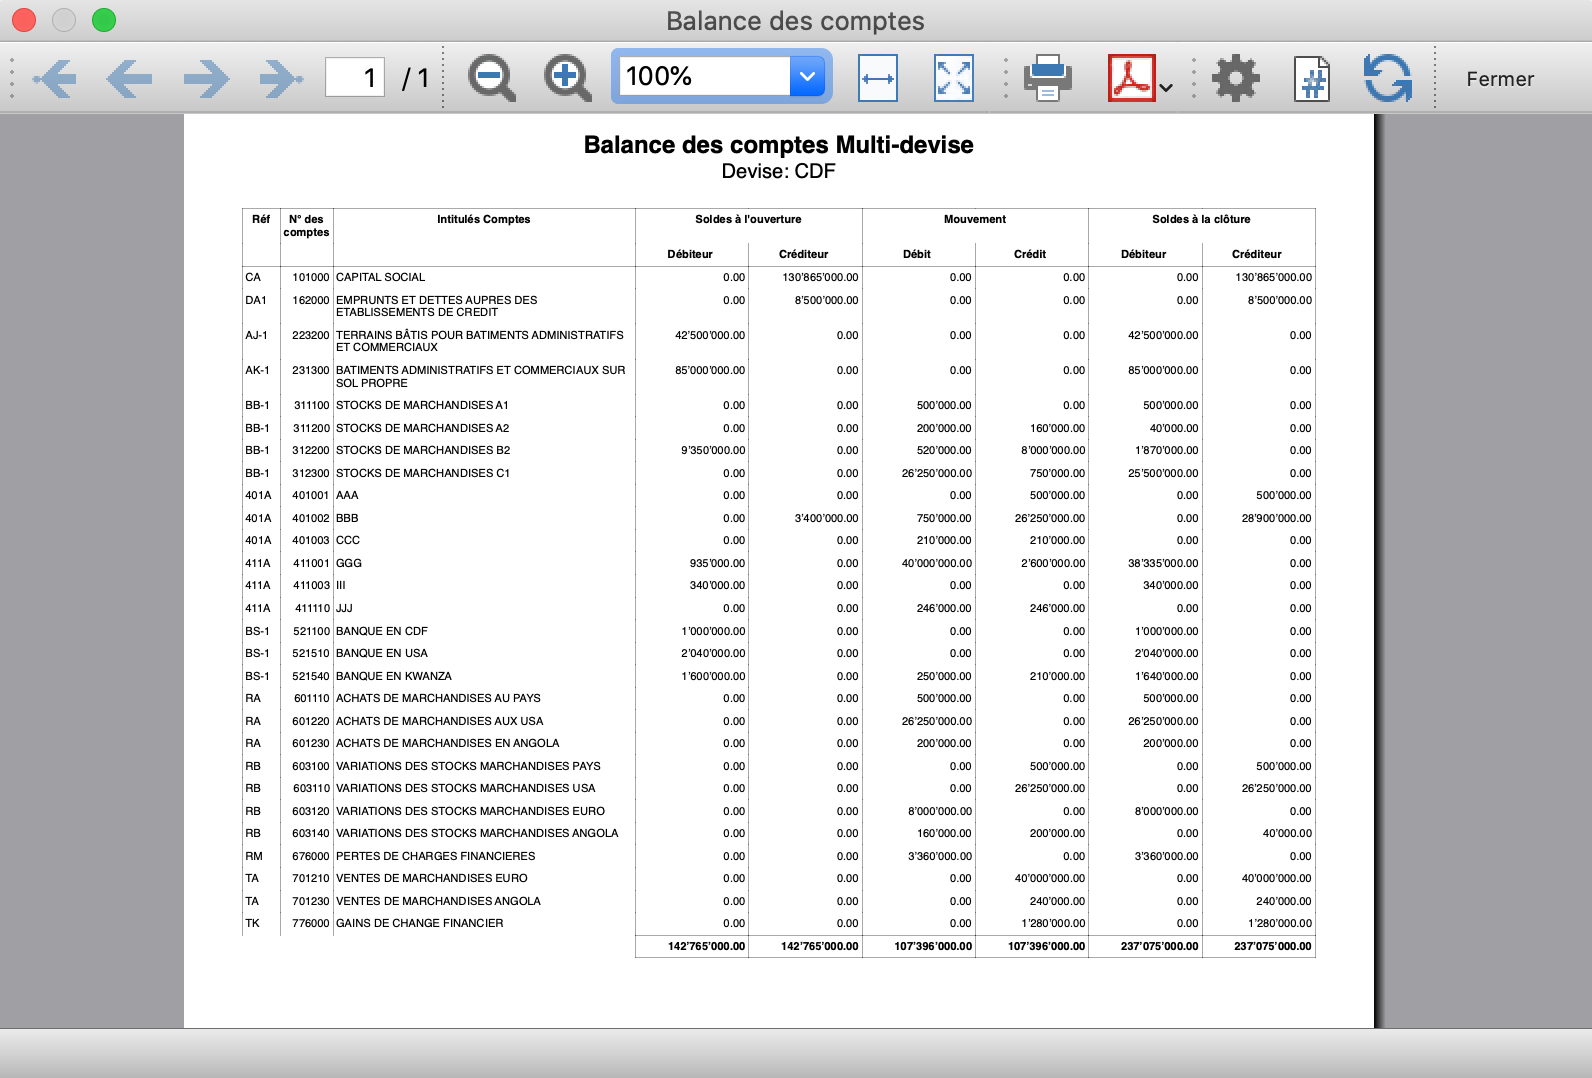 Balance des comptes
1 / 1
100%
Fermer
Balance des comptes Multi-devise
Devise: CDF
Réf N° des comptes Intitulés Comptes Soldes à l'ouverture Mouvement Soldes à la clôture
Débiteur Créditeur Débit Crédit Débiteur Créditeur
CA 101000 CAPITAL SOCIAL 0.00 130'865'000.00 0.00 0.00 0.00 130'865'000.00
DA1 162000 EMPRUNTS ET DETTES AUPRES DES 0.00 8'500'000.00 0.00 0.00 0.00 8'500'000.00
ETABLISSEMENTS DE CREDIT
AJ-1 223200 TERRAINS BÂTIS POUR BATIMENTS ADMINISTRATIFS 42'500'000.00 0.00 0.00 0.00 42'500'000.00 0.00
ET COMMERCIAUX
AK-1 231300 BATIMENTS ADMINISTRATIFS ET COMMERCIAUX SUR 85'000'000.00 0.00 0.00 0.00 85'000'000.00 0.00
SOL PROPRE
BB-1 311100 STOCKS DE MARCHANDISES A1 0.00 0.00 500'000.00 0.00 500'000.00 0.00
BB-1 311200 STOCKS DE MARCHANDISES A2 0.00 0.00 200'000.00 160'000.00 40'000.00 0.00
BB-1 312200 STOCKS DE MARCHANDISES B2 9'350'000.00 0.00 520'000.00 8'000'000.00 1'870'000.00 0.00
BB-1 312300 STOCKS DE MARCHANDISES C1 0.00 0.00 26'250'000.00 750'000.00 25'500'000.00 0.00
401A 401001 AAA 0.00 0.00 0.00 500'000.00 0.00 500'000.00
401A 401002 BBB 0.00 3'400'000.00 750'000.00 26'250'000.00 0.00 28'900'000.00
401A 401003 CCC 0.00 0.00 210'000.00 210'000.00 0.00 0.00
411A 411001 GGG 935'000.00 0.00 40'000'000.00 2'600'000.00 38'335'000.00 0.00
411A 411003 III 340'000.00 0.00 0.00 0.00 340'000.00 0.00
411A 411110 JJJ 0.00 0.00 246'000.00 246'000.00 0.00 0.00
BS-1 521100 BANQUE EN CDF 1'000'000.00 0.00 0.00 0.00 1'000'000.00 0.00
BS-1 521510 BANQUE EN USA 2'040'000.00 0.00 0.00 0.00 2'040'000.00 0.00
BS-1 521540 BANQUE EN KWANZA 1'600'000.00 0.00 250'000.00 210'000.00 1'640'000.00 0.00
RA 601110 ACHATS DE MARCHANDISES AU PAYS 0.00 0.00 500'000.00 0.00 500'000.00 0.00
RA 601220 ACHATS DE MARCHANDISES AUX USA 0.00 0.00 26'250'000.00 0.00 26'250'000.00 0.00
RA 601230 ACHATS DE MARCHANDISES EN ANGOLA 0.00 0.00 200'000.00 0.00 200'000.00 0.00
RB 603100 VARIATIONS DES STOCKS MARCHANDISES PAYS 0.00 0.00 0.00 500'000.00 0.00 500'000.00
RB 603110 VARIATIONS DES STOCKS MARCHANDISES USA 0.00 0.00 0.00 26'250'000.00 0.00 26'250'000.00
RB 603120 VARIATIONS DES STOCKS MARCHANDISES EURO 0.00 0.00 8'000'000.00 0.00 8'000'000.00 0.00
RB 603140 VARIATIONS DES STOCKS MARCHANDISES ANGOLA 0.00 0.00 160'000.00 200'000.00 0.00 40'000.00
RM 676000 PERTES DE CHARGES FINANCIERES 0.00 0.00 3'360'000.00 0.00 3'360'000.00 0.00
TA 701210 VENTES DE MARCHANDISES EURO 0.00 0.00 0.00 40'000'000.00 0.00 40'000'000.00
TA 701230 VENTES DE MARCHANDISES ANGOLA 0.00 0.00 0.00 240'000.00 0.00 240'000.00
TK 776000 GAINS DE CHANGE FINANCIER 0.00 0.00 0.00 1'280'000.00 0.00 1'280'000.00
142'765'000.00 142'765'000.00 107'396'000.00 107'396'000.00 237'075'000.00 237'075'000.00